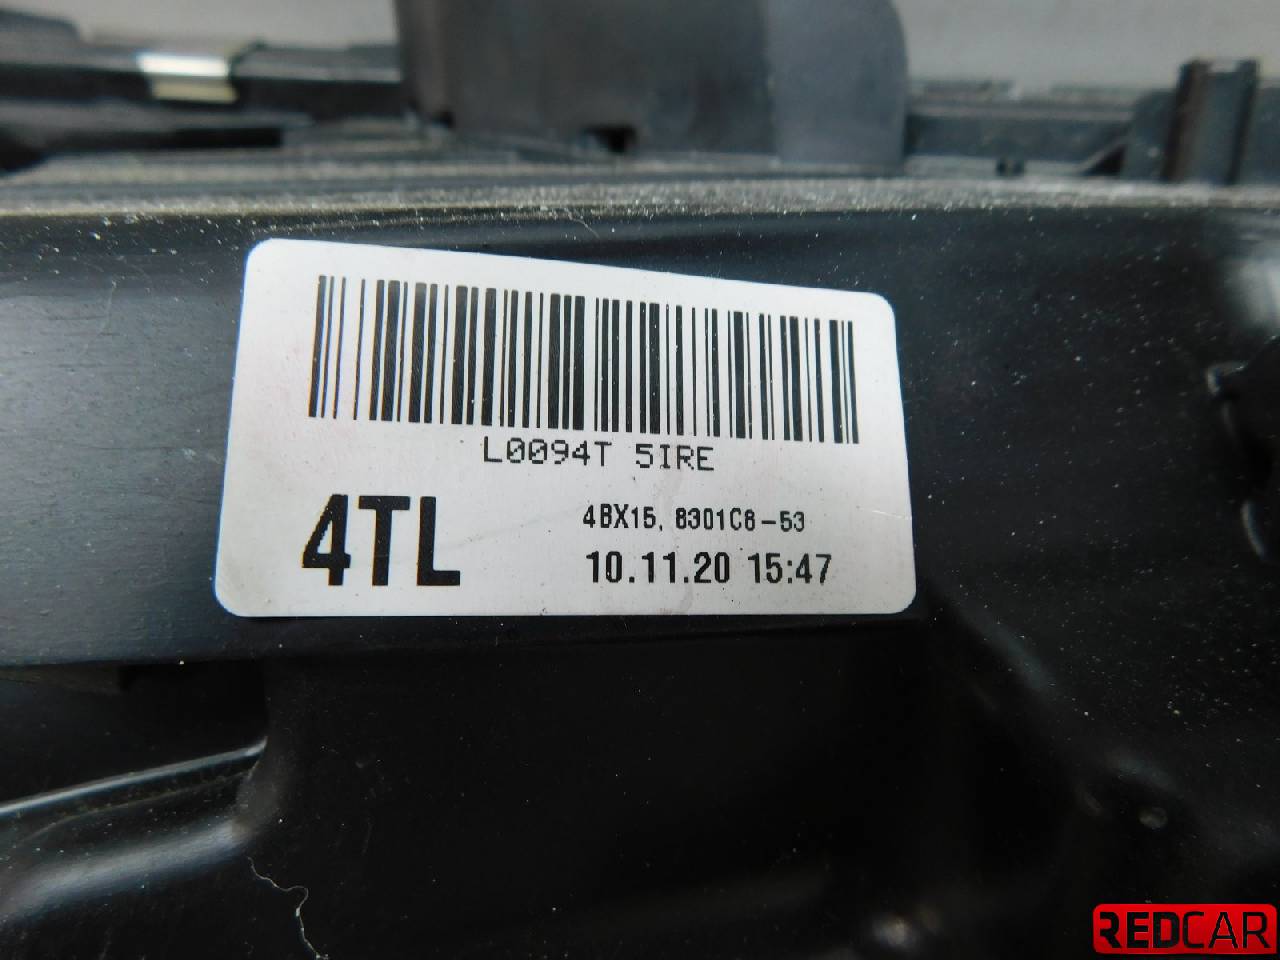 L0094T 5IRE
4TL
4BX15, 8301C8-53
10.11.20 15:47
REDCAR